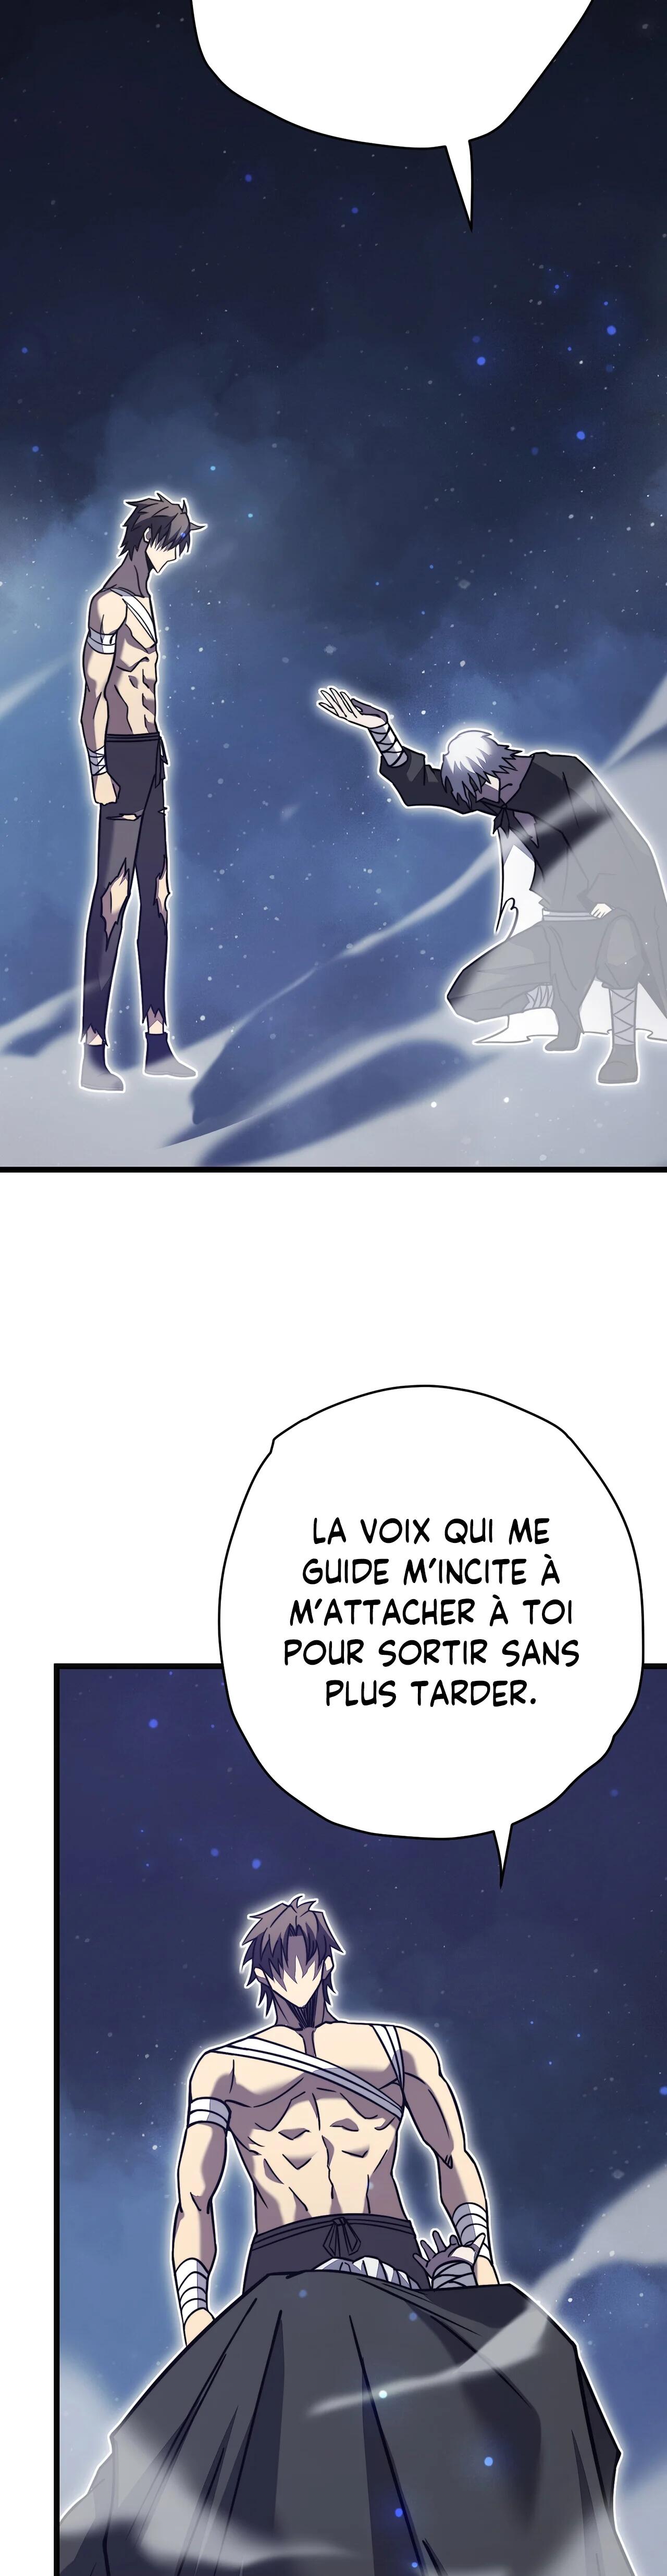 LA VOIX QUI ME
GUIDE M'INCITE À
M'ATTACHER À TOI
POUR SORTIR SANS
PLUS TARDER.